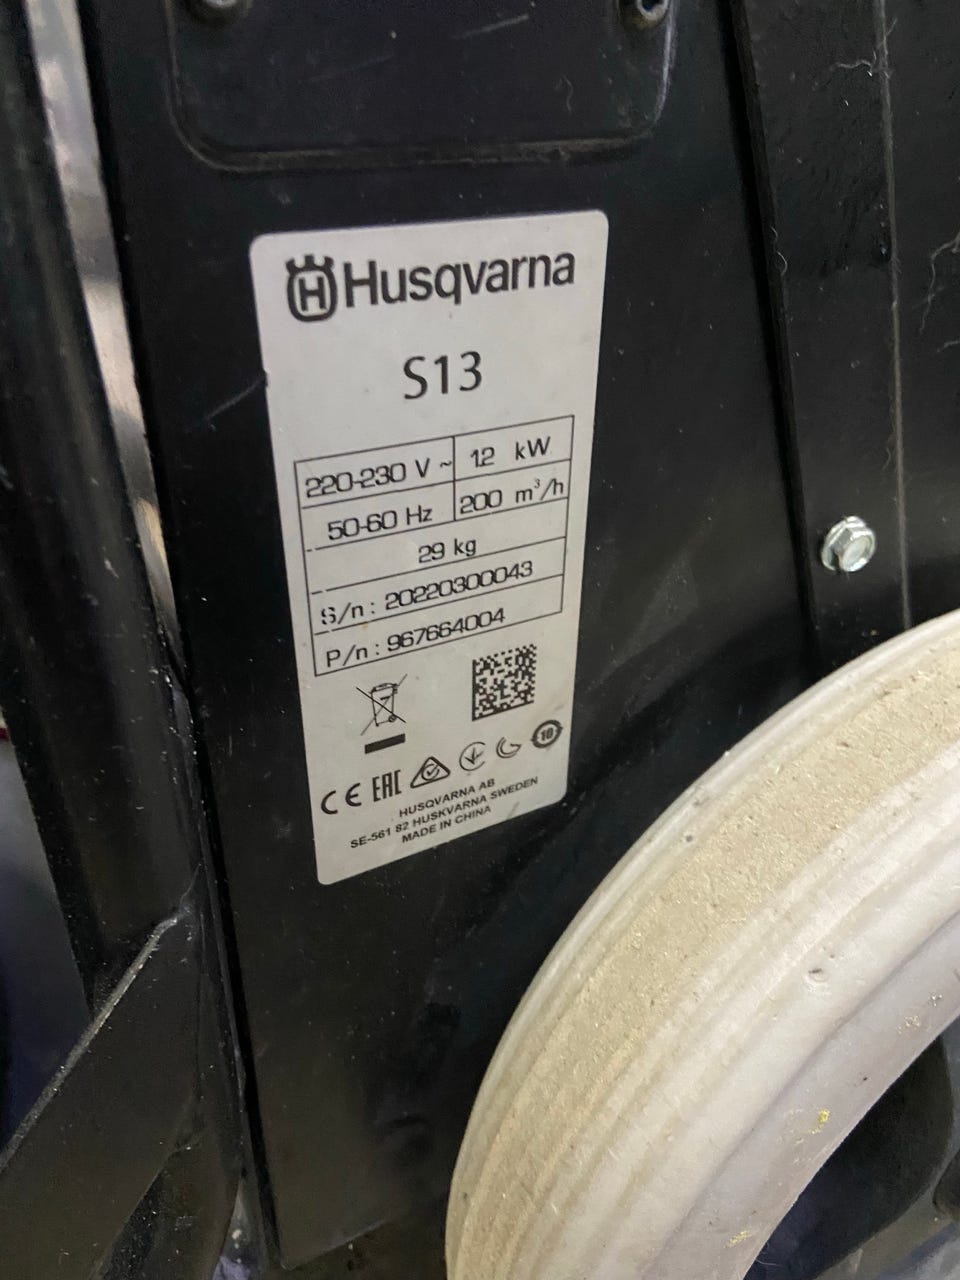 Husqvarna
S13
220-230 V ~ 1.2 kW
50-60 Hz 200 m³/h
29 kg
S/n : 20220300043
P/n : 967664004
CE EAC 10
HUSQVARNA AB
SE-561 82 HUSKVARNA SWEDEN
MADE IN CHINA